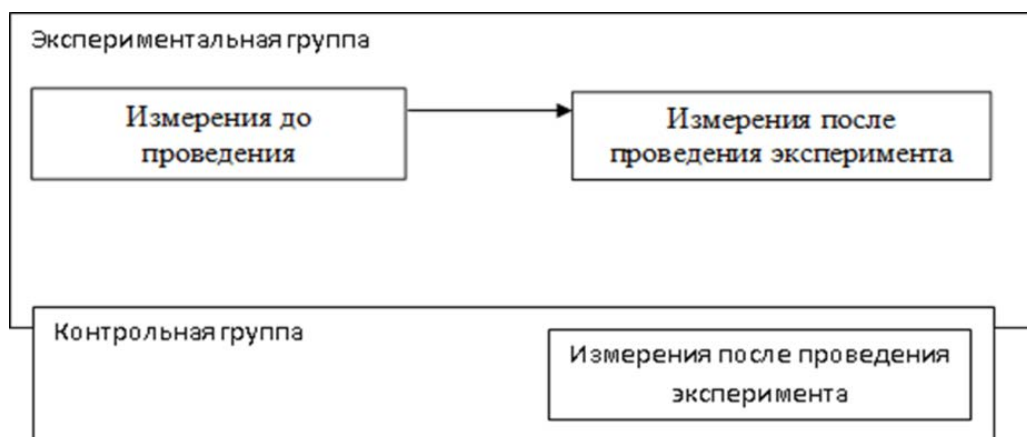 Экспериментальная группа
Измерения до
проведения
Измерения после
проведения эксперимента
Контрольная группа
Измерения после проведения
эксперимента